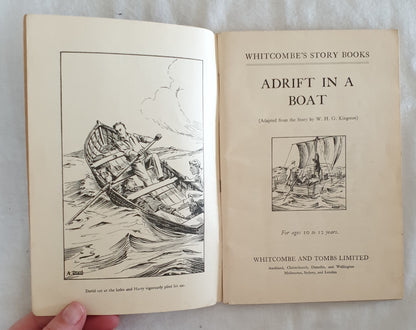 David sat at the helm and Harry vigorously plied his oar.
WHITCOMBE'S STORY BOOKS
ADRIFT IN A
BOAT
(Adapted from the Story by W. H. G. Kingston)
For ages 10 to 12 years.
WHITCOMBE AND TOMBS LIMITED
Auckland, Christchurch, Dunedin, and Wellington
Melbourne, Sydney, and London